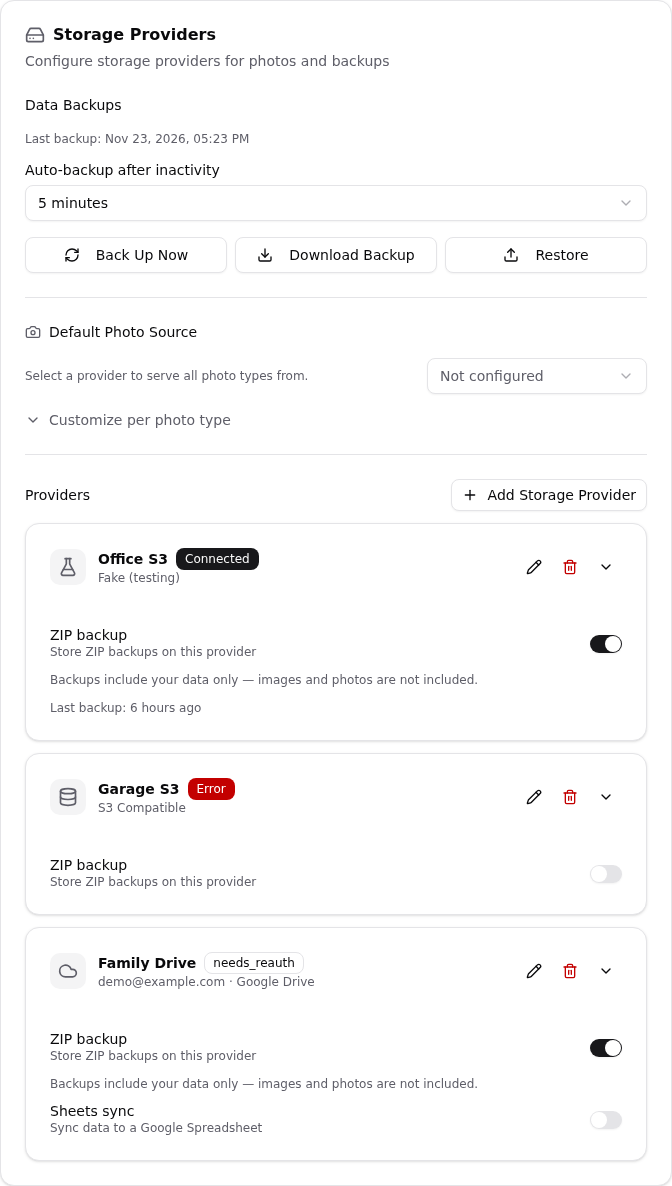 Storage Providers
Configure storage providers for photos and backups
Data Backups
Last backup: Nov 23, 2026, 05:23 PM
Auto-backup after inactivity
5 minutes
Back Up Now
Download Backup
Restore
Default Photo Source
Select a provider to serve all photo types from.
Not configured
Customize per photo type
Providers
Add Storage Provider
Office S3
Connected
Fake (testing)
ZIP backup
Store ZIP backups on this provider
Backups include your data only — images and photos are not included.
Last backup: 6 hours ago
Garage S3
Error
S3 Compatible
ZIP backup
Store ZIP backups on this provider
Family Drive
needs_reauth
demo@example.com · Google Drive
ZIP backup
Store ZIP backups on this provider
Backups include your data only — images and photos are not included.
Sheets sync
Sync data to a Google Spreadsheet